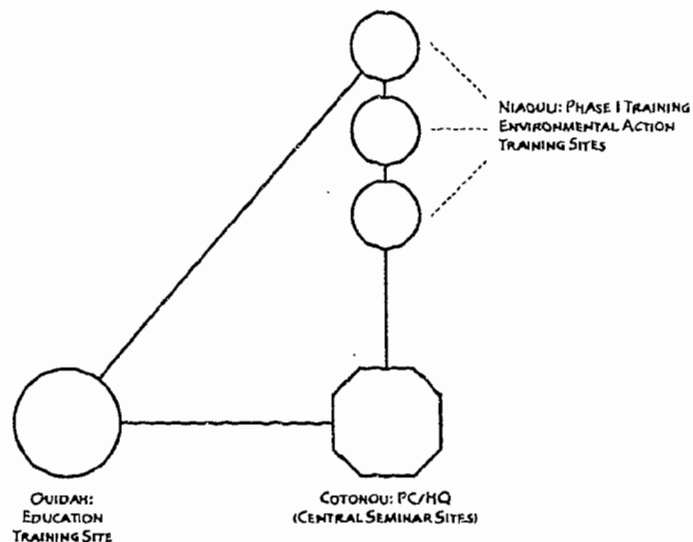 NIAOULI: PHASE I TRAINING
ENVIRONMENTAL ACTION
TRAINING SITES
OUIDAH:
EDUCATION
TRAINING SITE
COTONOU: PC/HQ
(CENTRAL SEMINAR SITES)